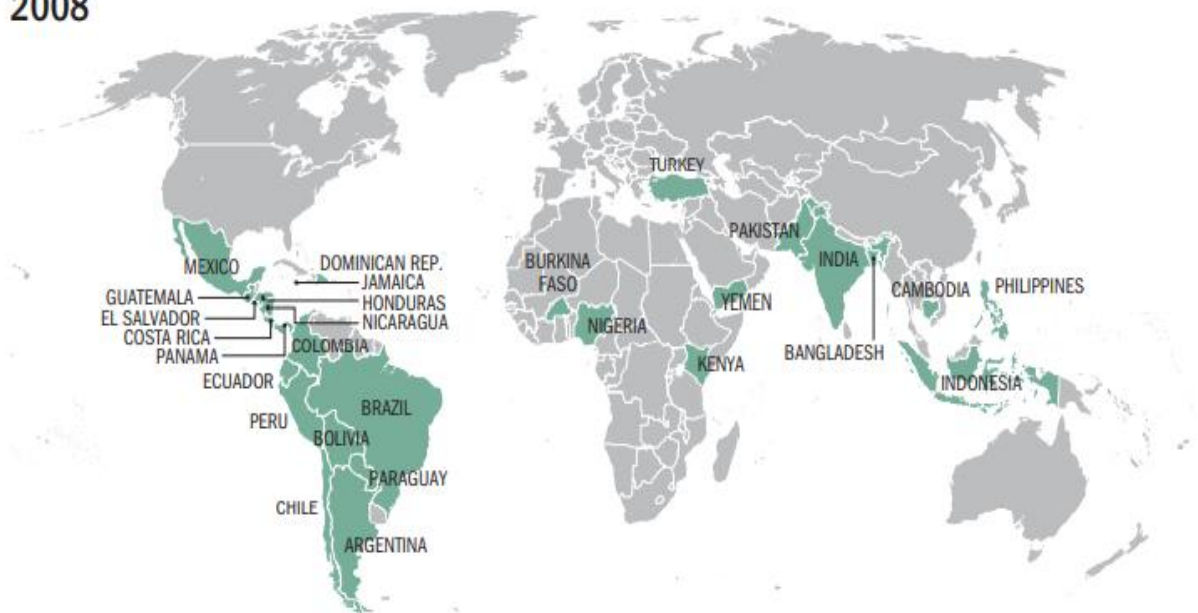 2008
TURKEY
PAKISTAN
INDIA
MEXICO
DOMINICAN REP.
JAMAICA
BURKINA
FASO
CAMBODIA
PHILIPPINES
GUATEMALA
HONDURAS
YEMEN
EL SALVADOR
NICARAGUA
NIGERIA
COSTA RICA
PANAMA
COLOMBIA
BANGLADESH
KENYA
ECUADOR
INDONESIA
BRAZIL
PERU
BOLIVIA
PARAGUAY
CHILE
ARGENTINA